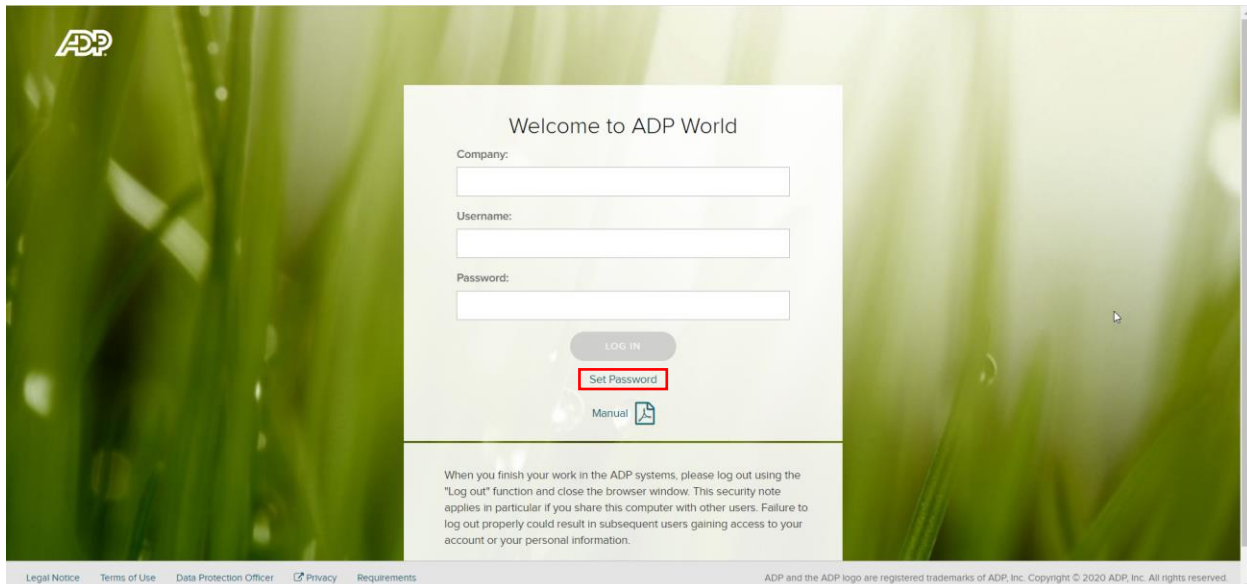 ADP
Welcome to ADP World
Company:
Username:
Password:
LOG IN
Set Password
Manual
When you finish your work in the ADP systems, please log out using the
"Log out" function and close the browser window. This security note
applies in particular if you share this computer with other users. Failure to
log out properly could result in subsequent users gaining access to your
account or your personal information.
Legal Notice Terms of Use Data Protection Officer Privacy Requirements ADP and the ADP logo are registered trademarks of ADP, Inc. Copyright © 2020 ADP, Inc. All rights reserved.